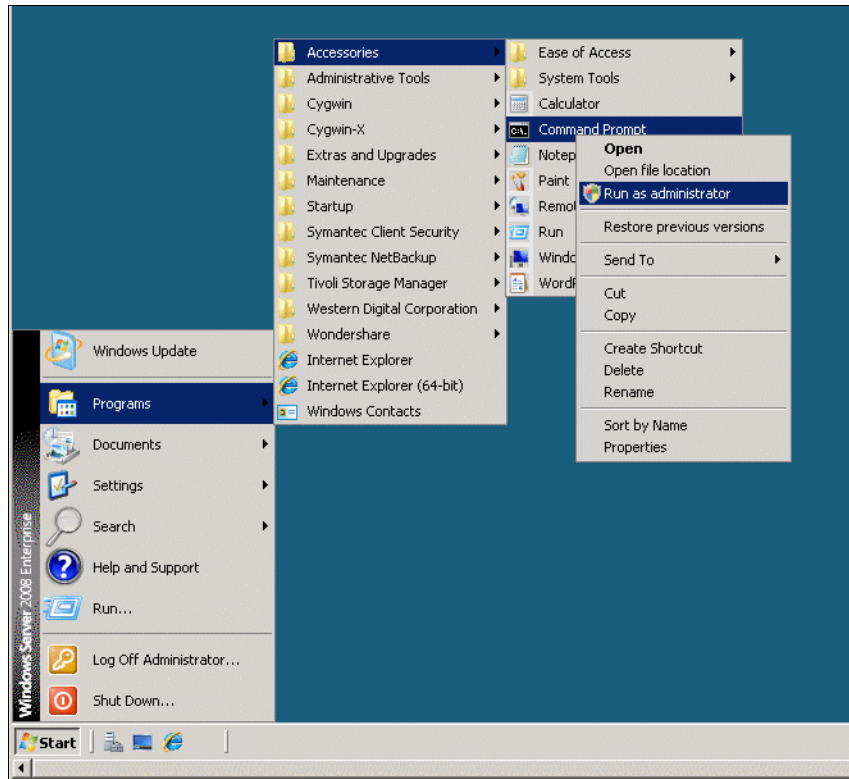 Accessories
Administrative Tools
Cygwin
Cygwin-X
Extras and Upgrades
Maintenance
Startup
Symantec Client Security
Symantec NetBackup
Tivoli Storage Manager
Western Digital Corporation
Wondershare
Internet Explorer
Internet Explorer (64-bit)
Windows Contacts
Ease of Access
System Tools
Calculator
Command Prompt
Notep
Paint
Remot
Run
Windo
WordP
Open
Open file location
Run as administrator
Restore previous versions
Send To
Cut
Copy
Create Shortcut
Delete
Rename
Sort by Name
Properties
Windows Update
Programs
Documents
Settings
Search
Help and Support
Run...
Log Off Administrator...
Shut Down...
Windows Server 2008 Enterprise
Start